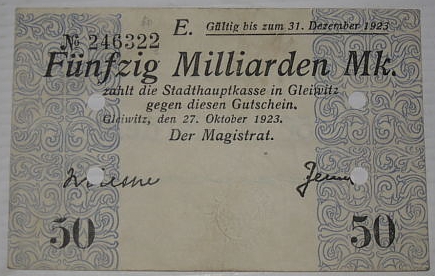 E. Gültig bis zum 31. Dezember 1923
№ 246322
Fünfzig Milliarden Mk.
zahlt die Stadthauptkasse in Gleiwitz
gegen diesen Gutschein.
Gleiwitz, den 27. Oktober 1923.
Der Magistrat.
50 50